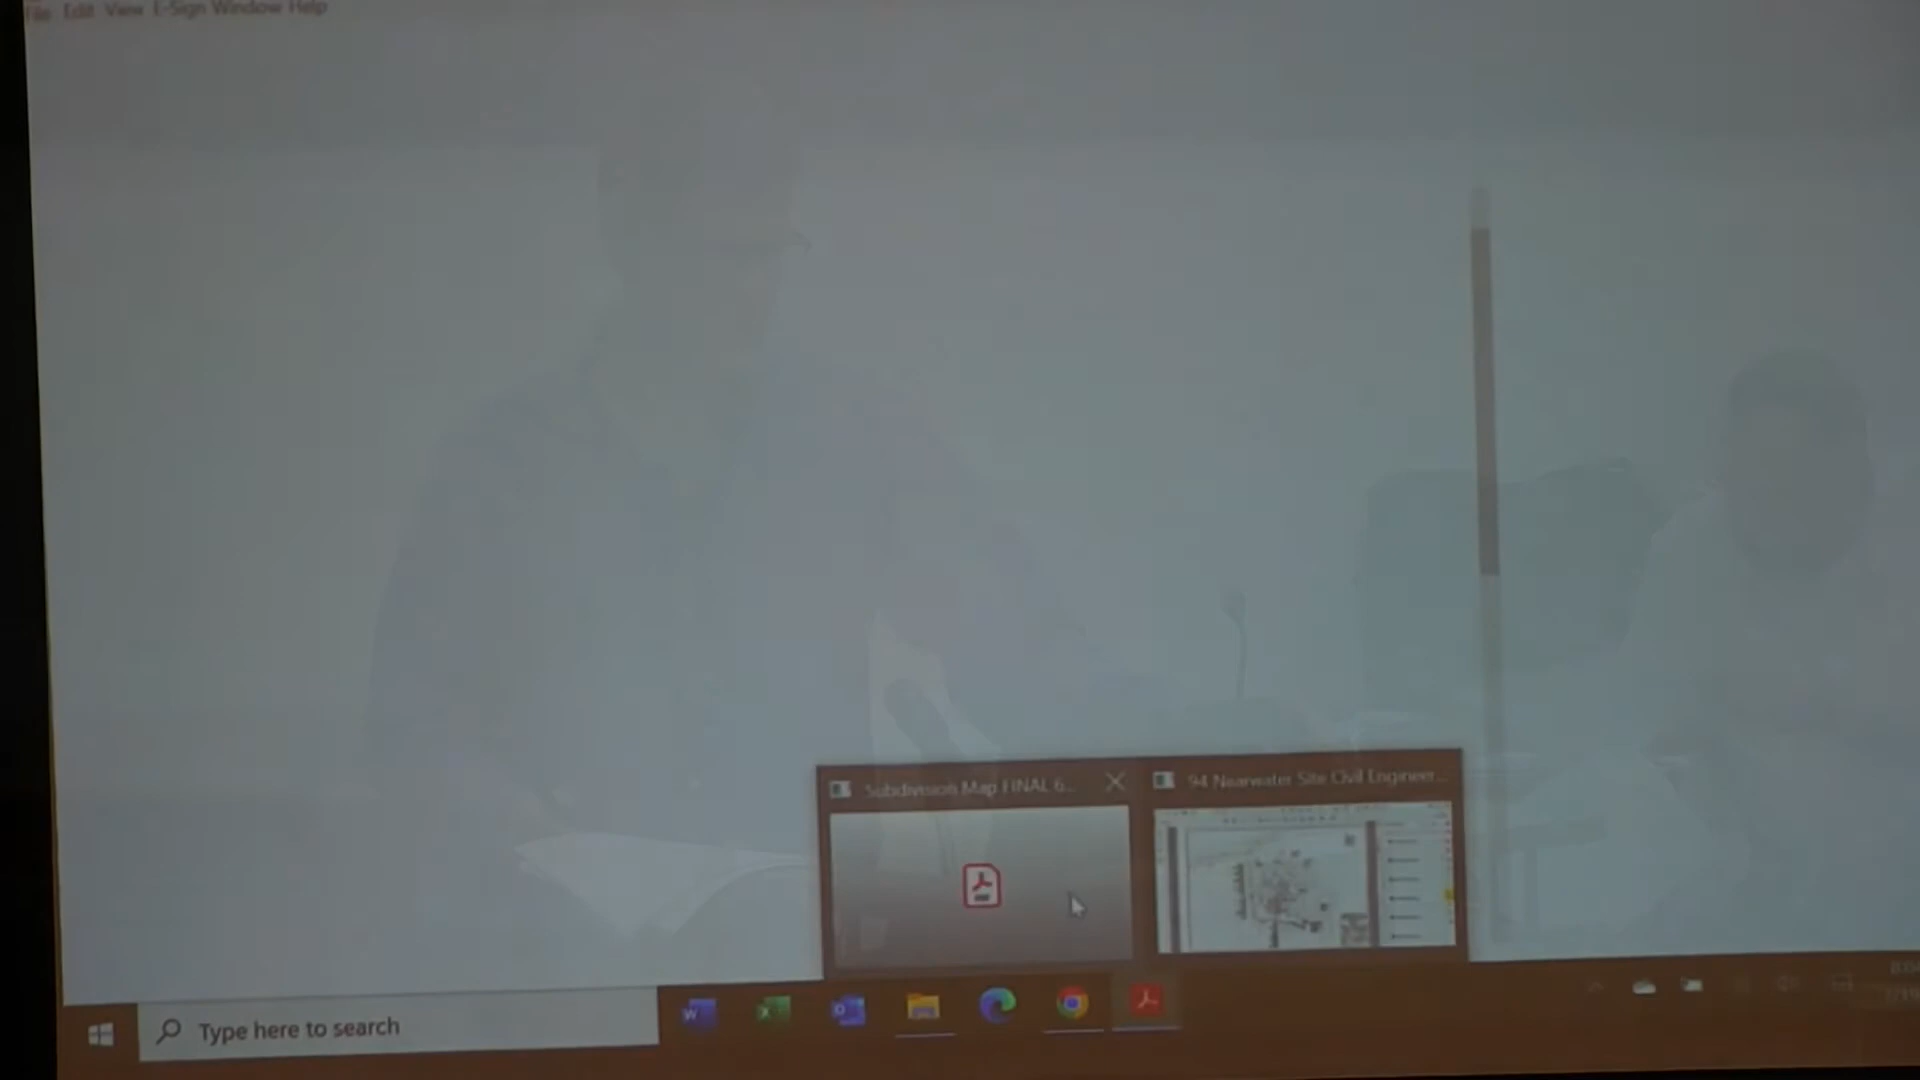 File Edit View E-Sign Window Help
Subdivision Map FINAL 6...
94 Nearwater Site Civil Engineer...
Type here to search